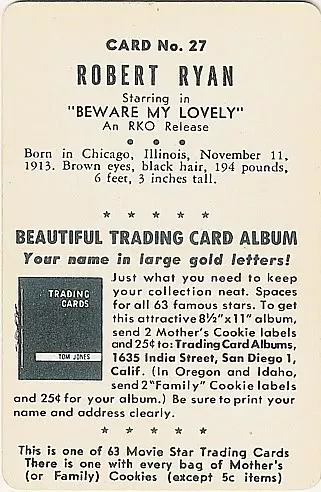 CARD No. 27
ROBERT RYAN
Starring in
"BEWARE MY LOVELY"
An RKO Release
• • •
Born in Chicago, Illinois, November 11,
1913. Brown eyes, black hair, 194 pounds,
6 feet, 3 inches tall.
* * * * *
BEAUTIFUL TRADING CARD ALBUM
Your name in large gold letters!
TRADING
CARDS
TOM JONES
Just what you need to keep
your collection neat. Spaces
for all 63 famous stars. To get
this attractive 8½"x11" album,
send 2 Mother's Cookie labels
and 25¢ to: Trading Card Albums,
1635 India Street, San Diego 1,
Calif. (In Oregon and Idaho,
send 2 "Family" Cookie labels
and 25¢ for your album.) Be sure to print your
name and address clearly.
* * * * *
This is one of 63 Movie Star Trading Cards
There is one with every bag of Mother's
(or Family) Cookies (except 5c items)